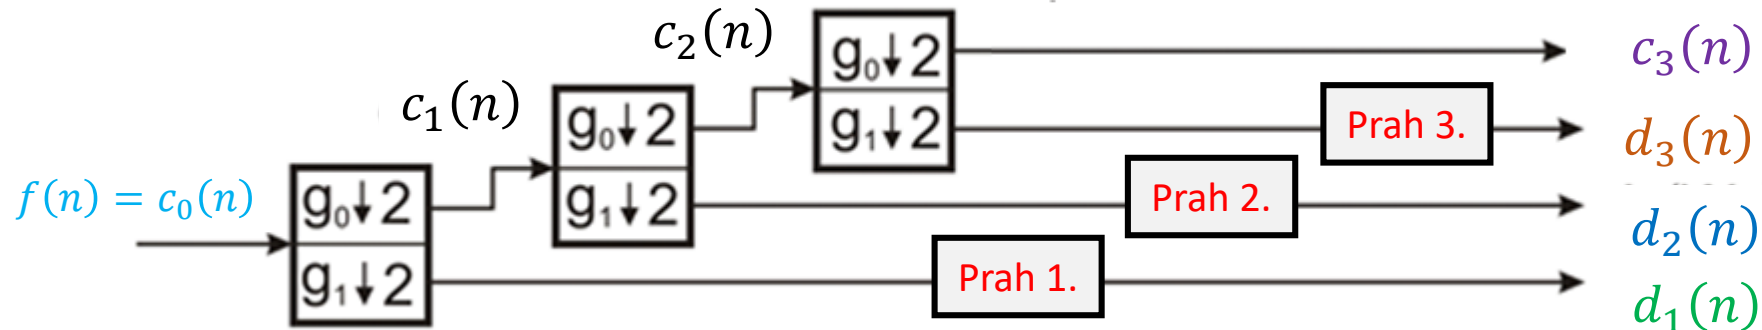 c₂(n)
g₀↓2
c₃(n)
c₁(n)
g₁↓2
Prah 3.
d₃(n)
g₀↓2
f(n) = c₀(n)
g₀↓2
g₁↓2
Prah 2.
d₂(n)
g₁↓2
Prah 1.
d₁(n)